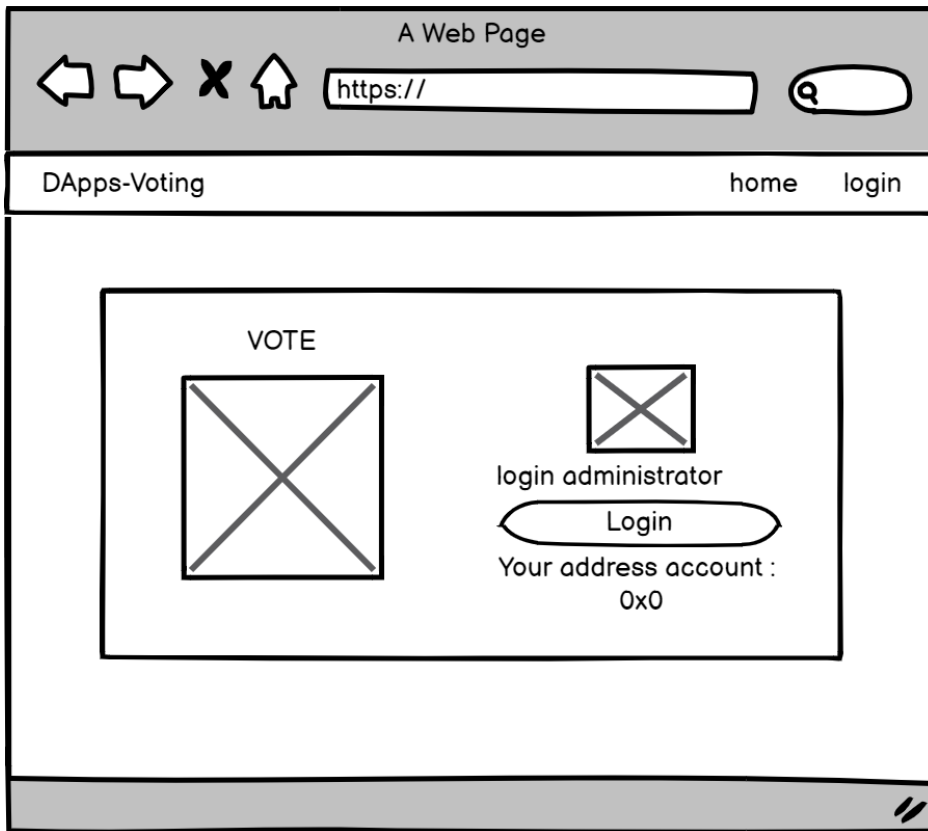 A Web Page
https://
DApps-Voting home login
VOTE
login administrator
Login
Your address account :
0x0